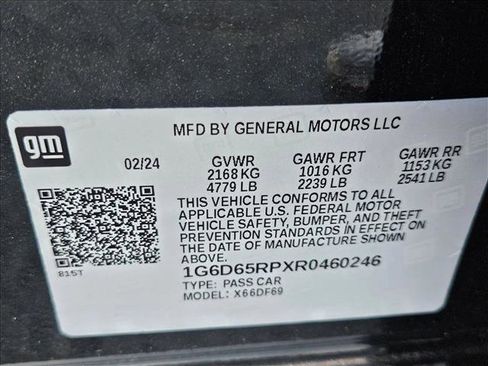 gm
MFD BY GENERAL MOTORS LLC
02/24 GVWR GAWR FRT GAWR RR
2168 KG 1016 KG 1153 KG
4779 LB 2239 LB 2541 LB
THIS VEHICLE CONFORMS TO ALL
APPLICABLE U.S. FEDERAL MOTOR
VEHICLE SAFETY, BUMPER, AND THEFT
PREVENTION STANDARDS IN EFFECT ON
THE DATE OF MANUFACTURE SHOWN
ABOVE.
815T
1G6D65RPXR0460246
TYPE: PASS CAR
MODEL: X66DF69